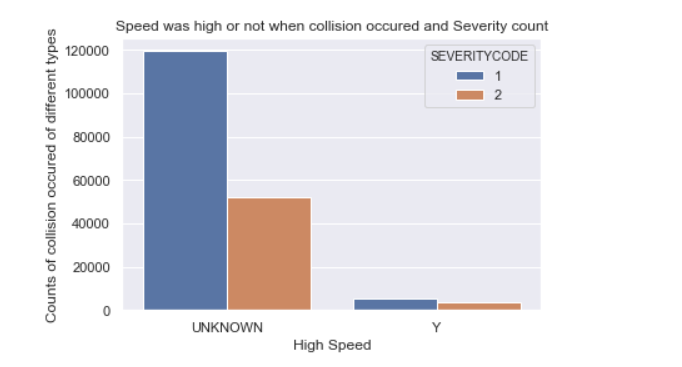 Speed was high or not when collision occured and Severity count
Counts of collision occured of different types
120000
100000
80000
60000
40000
20000
0
SEVERITYCODE
1
2
UNKNOWN
Y
High Speed